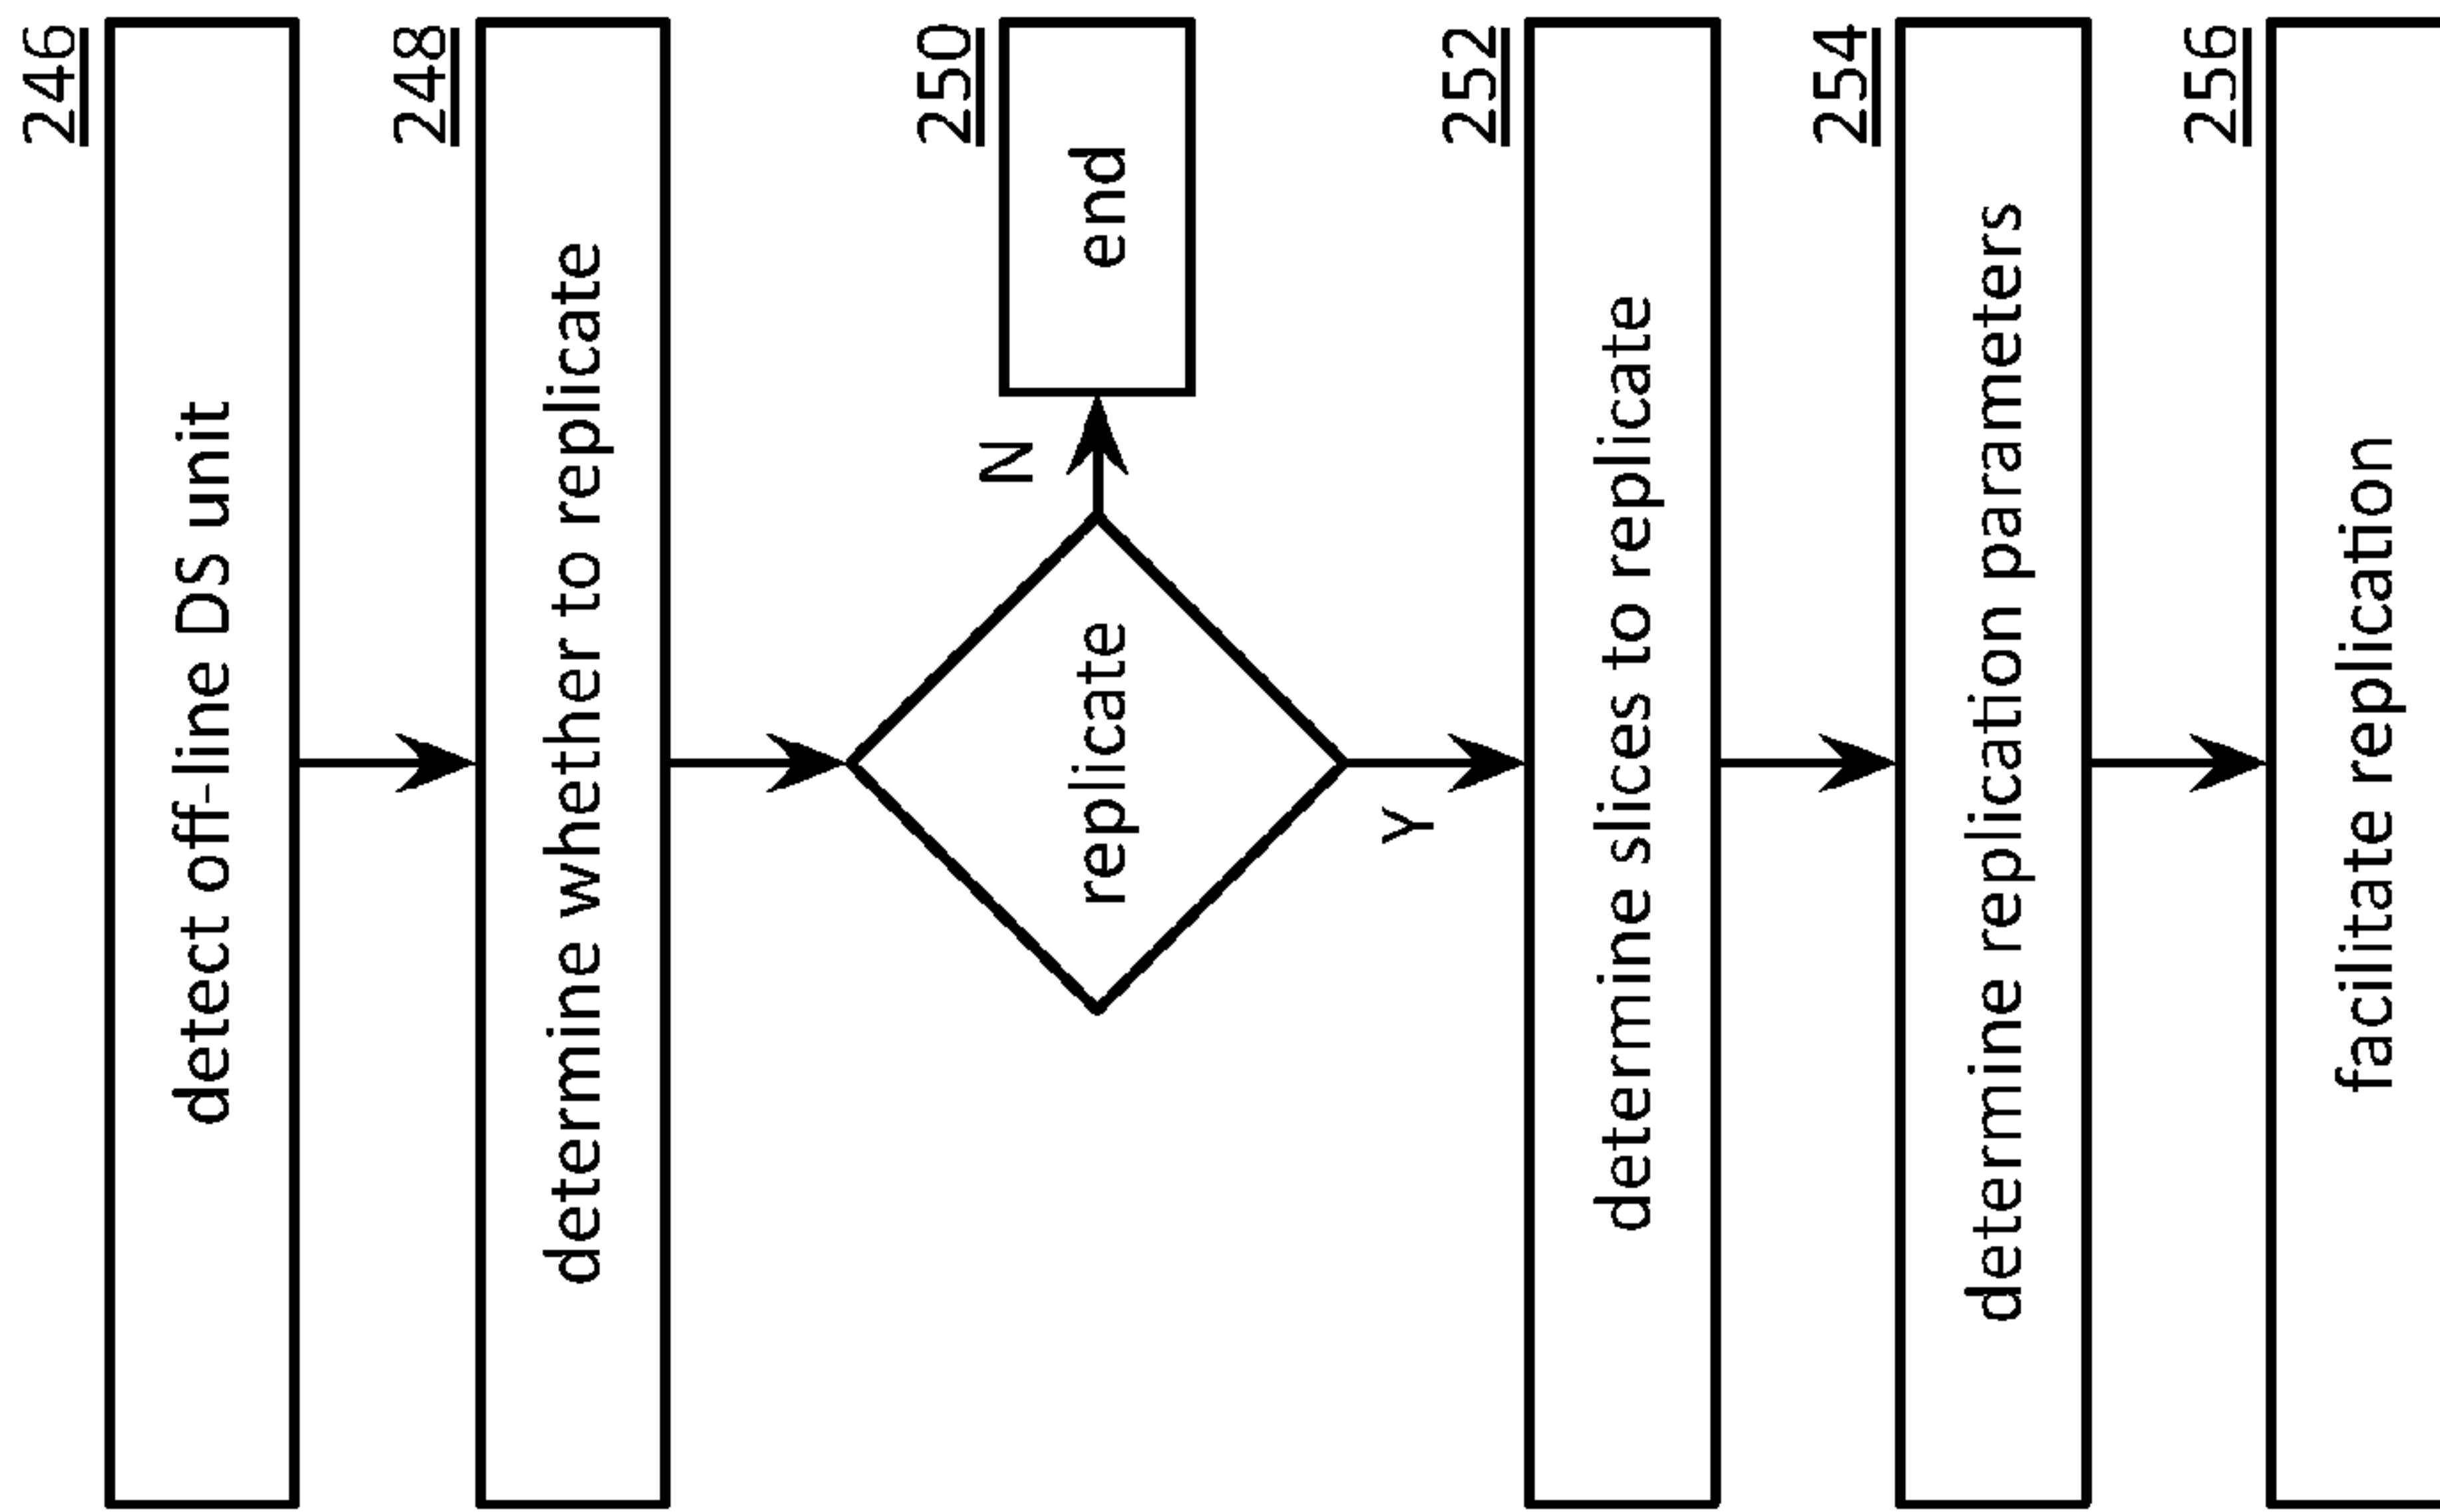 246
detect off-line DS unit
248
determine whether to replicate
replicate
N
250
end
Y
252
determine slices to replicate
254
determine replication parameters
256
facilitate replication